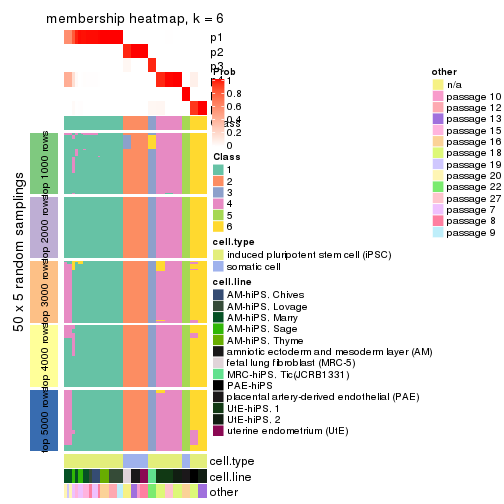 membership heatmap, k = 6
p1
p2
p3
p4
p6
Prob
1
0.8
0.6
0.4
0.2
0
Class
1
2
3
4
5
6
cell.type
induced pluripotent stem cell (iPSC)
somatic cell
cell.line
AM-hiPS. Chives
AM-hiPS. Lovage
AM-hiPS. Marry
AM-hiPS. Sage
AM-hiPS. Thyme
amniotic ectoderm and mesoderm layer (AM)
fetal lung fibroblast (MRC-5)
MRC-hiPS. Tic(JCRB1331)
PAE-hiPS
placental artery-derived endothelial (PAE)
UtE-hiPS. 1
UtE-hiPS. 2
uterine endometrium (UtE)
other
n/a
passage 10
passage 12
passage 13
passage 15
passage 16
passage 18
passage 19
passage 20
passage 22
passage 27
passage 7
passage 8
passage 9
50 x 5 random samplings
top 1000 rows
top 2000 rows
top 3000 rows
top 4000 rows
top 5000 rows
cell.type
cell.line
other